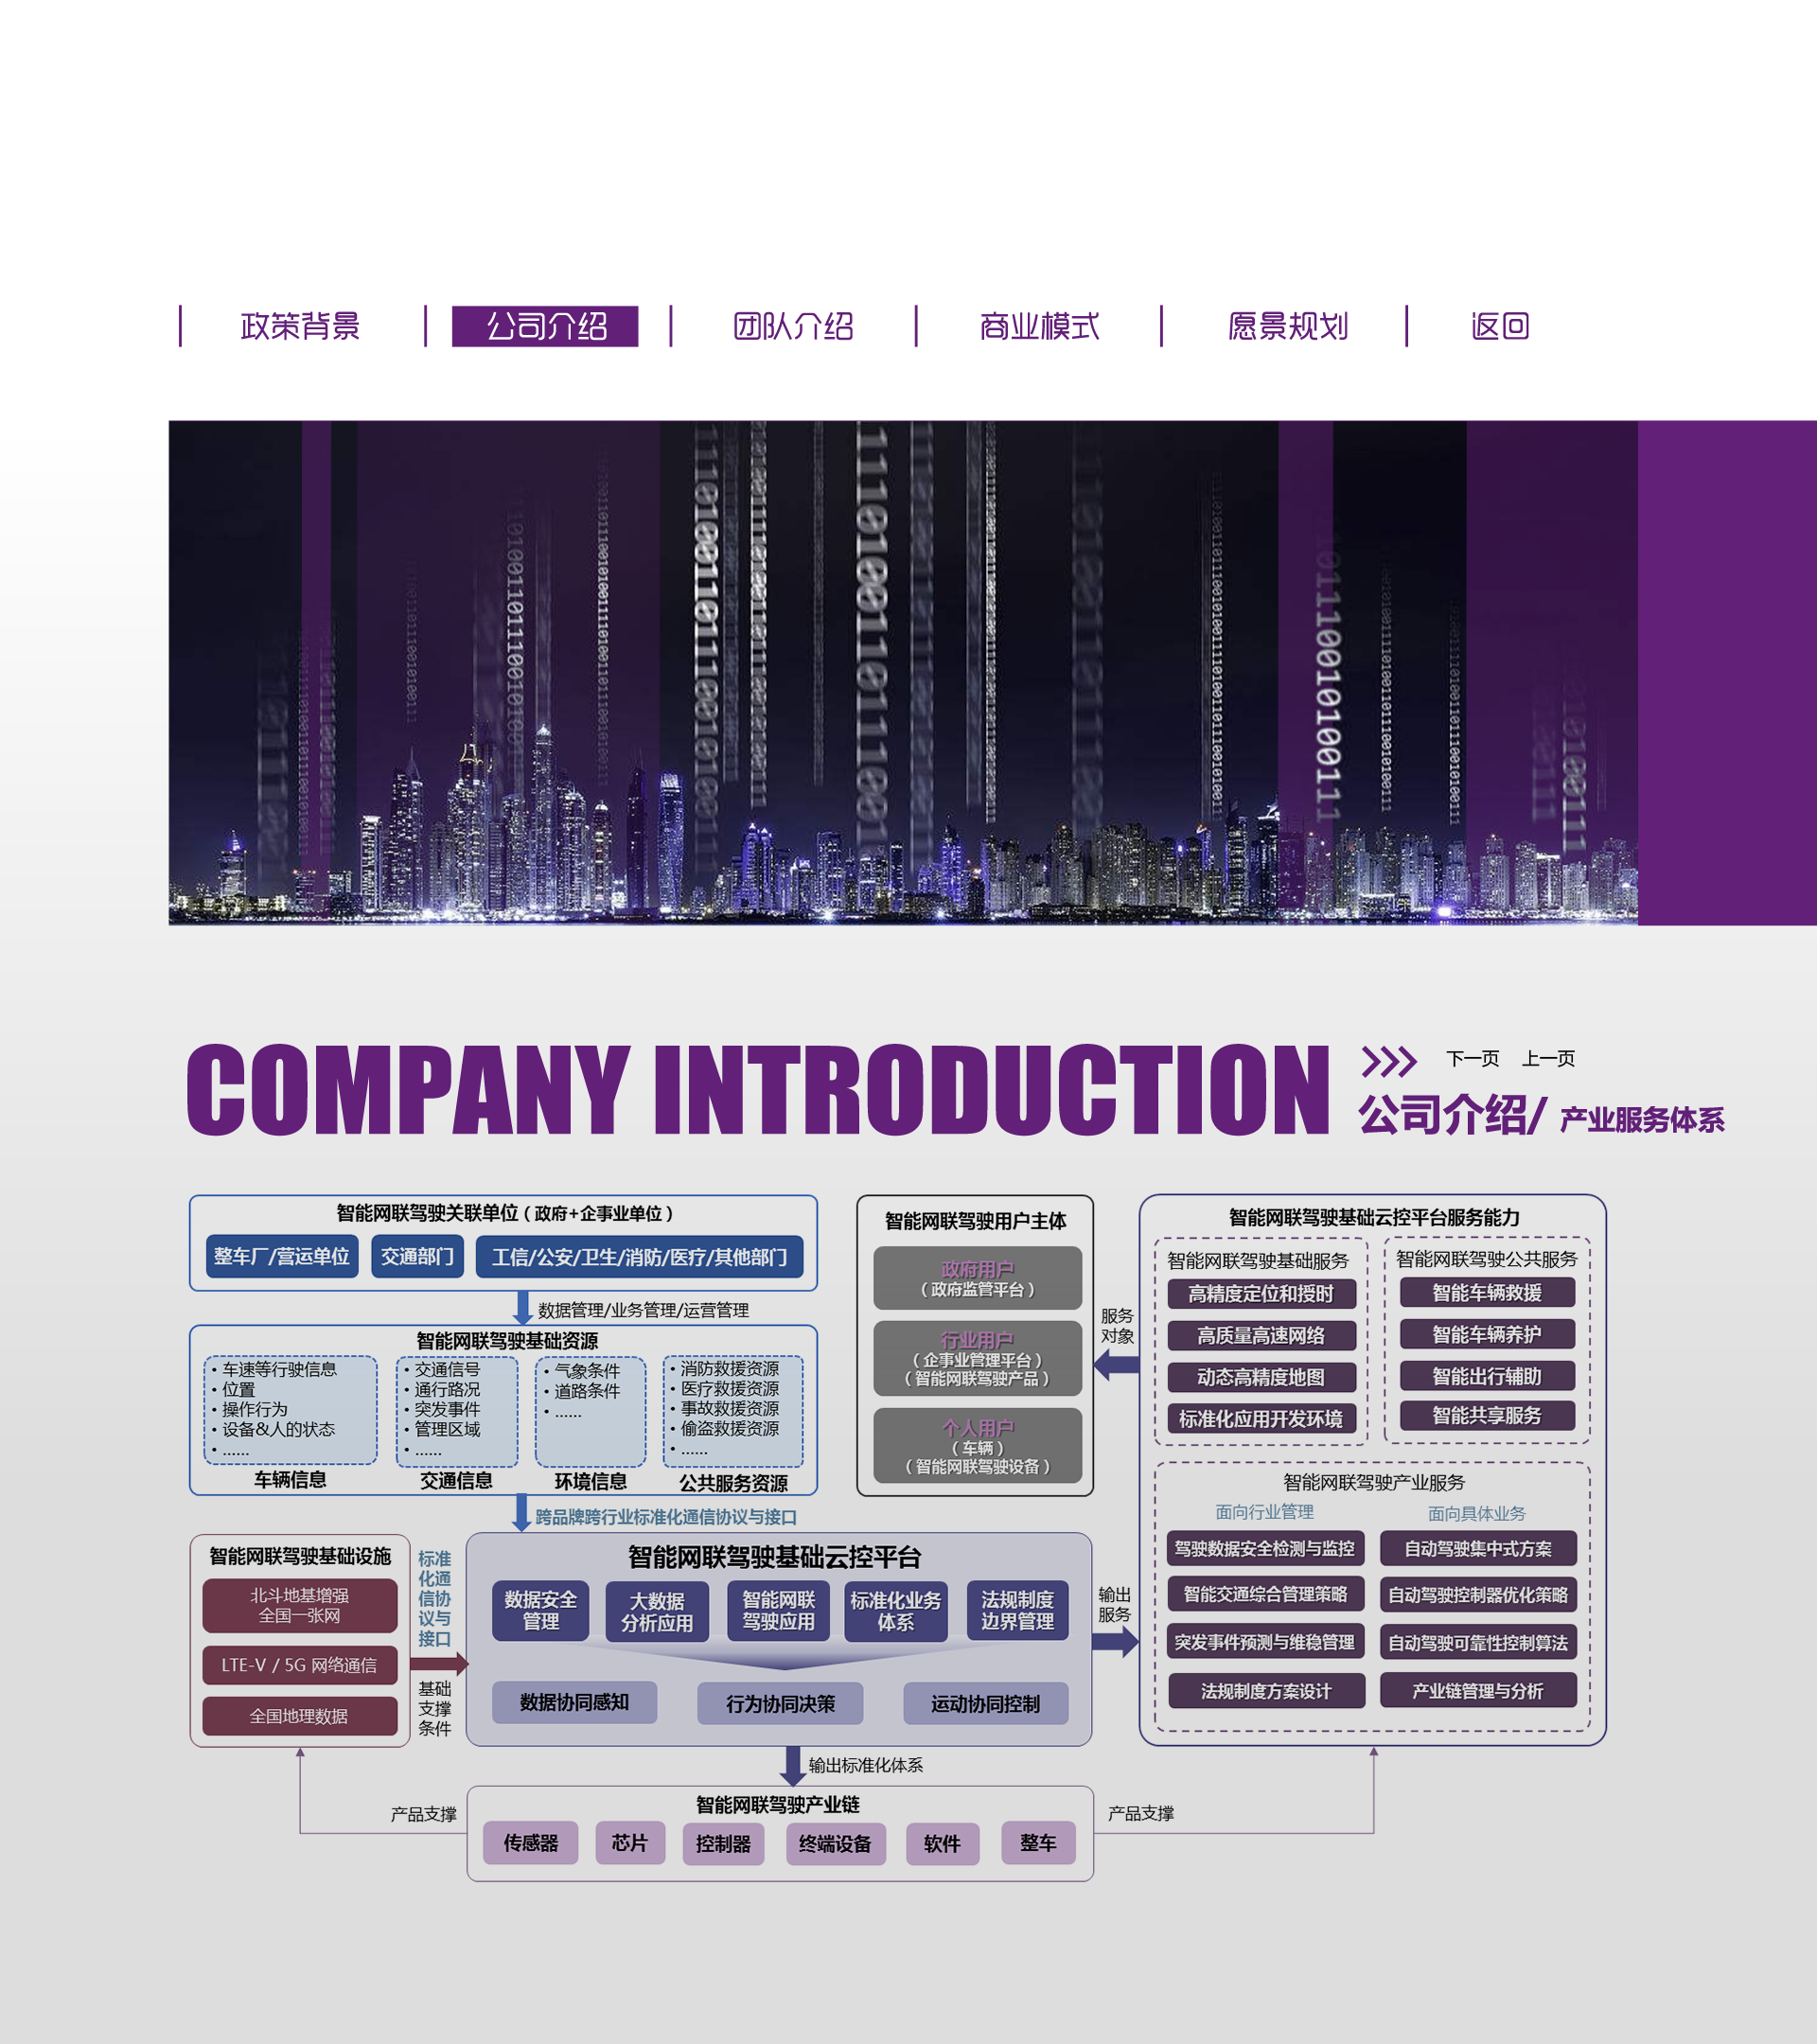 政策背景
公司介绍
团队介绍
商业模式
愿景规划
返回
COMPANY INTRODUCTION
下一页 上一页
公司介绍/ 产业服务体系
智能网联驾驶关联单位（政府+企事业单位）
整车厂/营运单位
交通部门
工信/公安/卫生/消防/医疗/其他部门
数据管理/业务管理/运营管理
智能网联驾驶基础资源
• 车速等行驶信息
• 位置
• 操作行为
• 设备&人的状态
• ......
车辆信息
• 交通信号
• 通行路况
• 突发事件
• 管理区域
• ......
交通信息
• 气象条件
• 道路条件
• ......
环境信息
• 消防救援资源
• 医疗救援资源
• 事故救援资源
• 偷盗救援资源
• ......
公共服务资源
跨品牌跨行业标准化通信协议与接口
智能网联驾驶用户主体
政府用户
（政府监管平台）
行业用户
（企事业管理平台）
（智能网联驾驶产品）
个人用户
（车辆）
（智能网联驾驶设备）
服务
对象
智能网联驾驶基础云控平台服务能力
智能网联驾驶基础服务
高精度定位和授时
高质量高速网络
动态高精度地图
标准化应用开发环境
智能网联驾驶公共服务
智能车辆救援
智能车辆养护
智能出行辅助
智能共享服务
智能网联驾驶产业服务
面向行业管理
驾驶数据安全检测与监控
智能交通综合管理策略
突发事件预测与维稳管理
法规制度方案设计
面向具体业务
自动驾驶集中式方案
自动驾驶控制器优化策略
自动驾驶可靠性控制算法
产业链管理与分析
智能网联驾驶基础设施
北斗地基增强
全国一张网
LTE-V / 5G 网络通信
全国地理数据
标准
化通
信协
议与
接口
基础
支撑
条件
智能网联驾驶基础云控平台
数据安全
管理
大数据
分析应用
智能网联
驾驶应用
标准化业务
体系
法规制度
边界管理
数据协同感知
行为协同决策
运动协同控制
输出
服务
输出标准化体系
产品支撑
智能网联驾驶产业链
传感器
芯片
控制器
终端设备
软件
整车
产品支撑